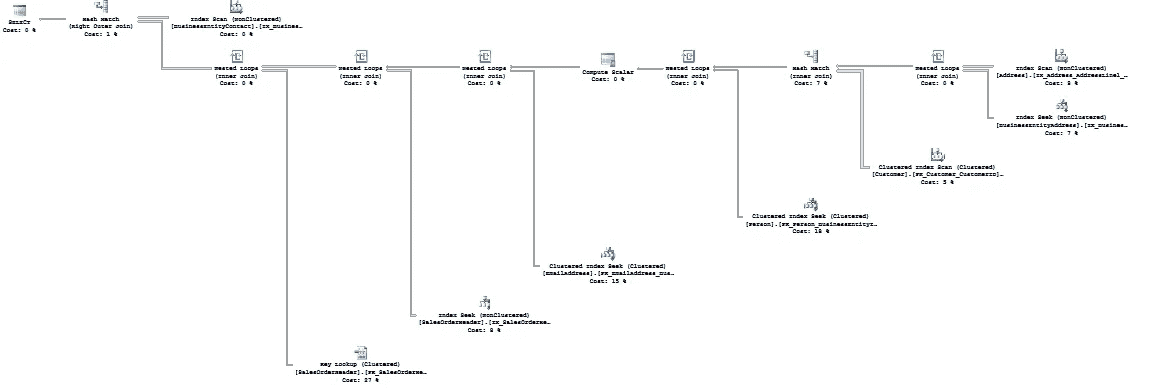 SELECT
Cost: 0 %
Hash Match
(Right Outer Join)
Cost: 1 %
Index Scan (NonClustered)
[BusinessEntityContact].[IX_Busines…
Cost: 0 %
Nested Loops
(Inner Join)
Cost: 0 %
Nested Loops
(Inner Join)
Cost: 0 %
Nested Loops
(Inner Join)
Cost: 0 %
Compute Scalar
Cost: 0 %
Nested Loops
(Inner Join)
Cost: 0 %
Hash Match
(Inner Join)
Cost: 7 %
Nested Loops
(Inner Join)
Cost: 0 %
Index Scan (NonClustered)
[Address].[IX_Address_AddressLine1_…
Cost: 8 %
Index Seek (NonClustered)
[BusinessEntityAddress].[IX_Busines…
Cost: 7 %
Clustered Index Scan (Clustered)
[Customer].[PK_Customer_CustomerID]…
Cost: 5 %
Clustered Index Seek (Clustered)
[Person].[PK_Person_BusinessEntityI…
Cost: 18 %
Clustered Index Seek (Clustered)
[EmailAddress].[PK_EmailAddress_Bus…
Cost: 15 %
Index Seek (NonClustered)
[SalesOrderHeader].[IX_SalesOrderHe…
Cost: 8 %
Key Lookup (Clustered)
[SalesOrderHeader].[PK_SalesOrderHe…
Cost: 27 %